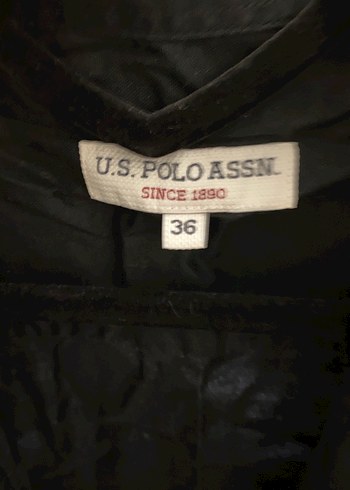 U.S. POLO ASSN.
SINCE 1890
36